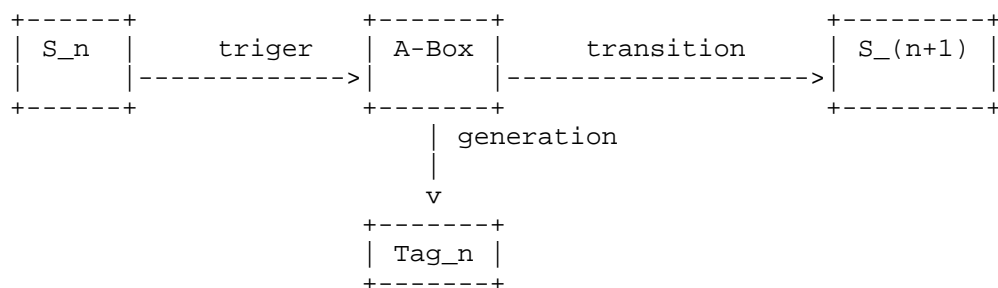 S_n triger A-Box transition S_(n+1)
generation
v
Tag_n